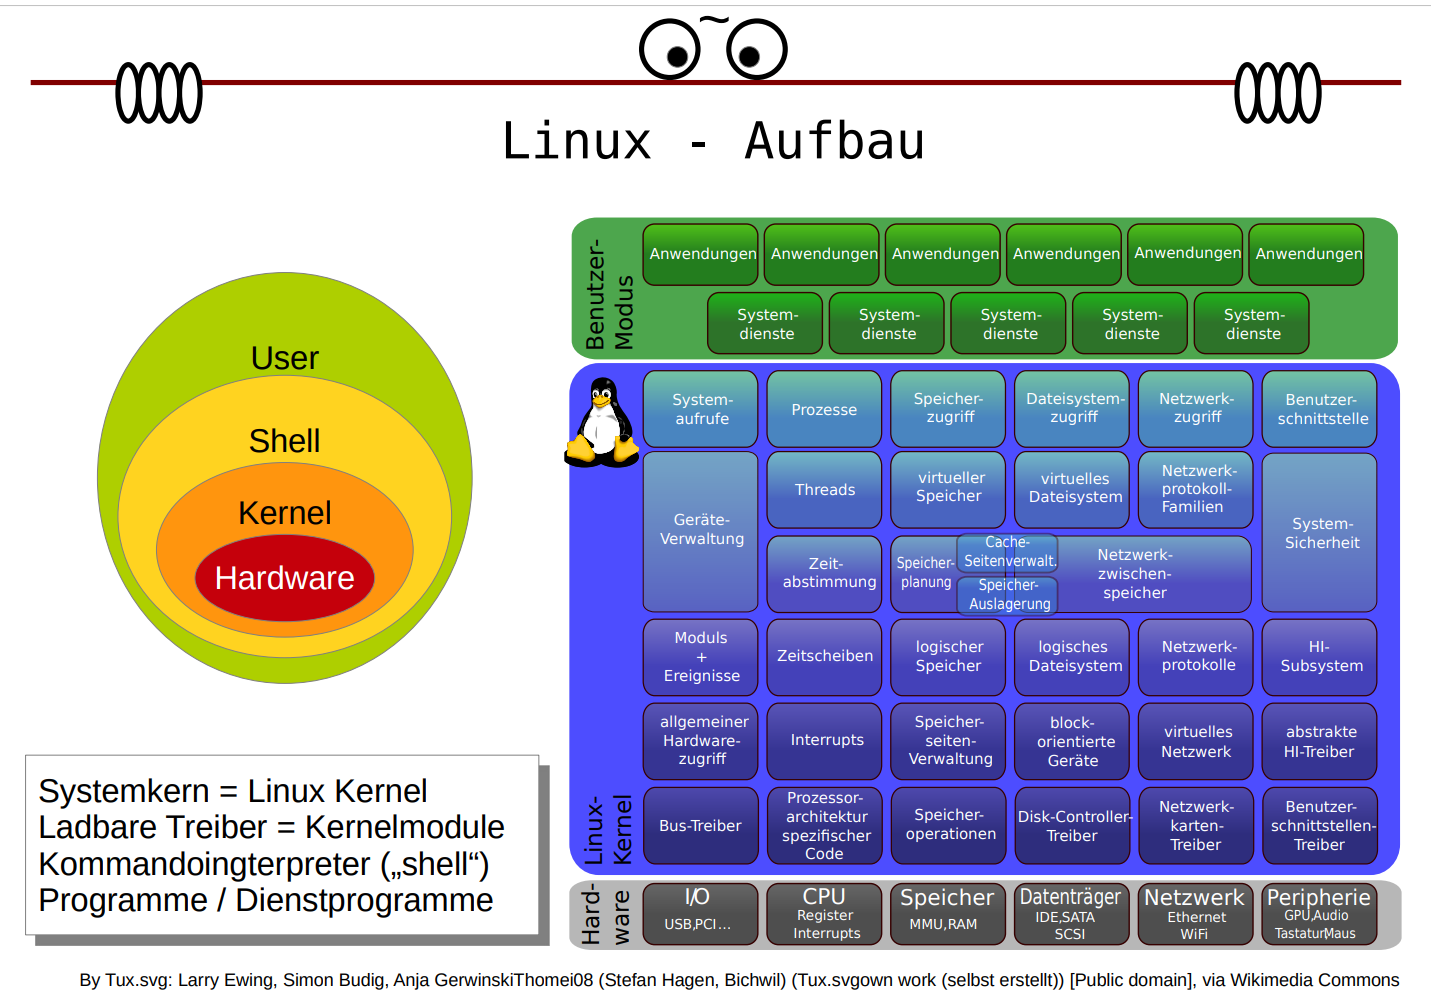 ~
Linux - Aufbau
User
Shell
Kernel
Hardware
Systemkern = Linux Kernel
Ladbare Treiber = Kernelmodule
Kommandoingterpreter („shell“)
Programme / Dienstprogramme
Benutzer-
Modus
Anwendungen
Anwendungen
Anwendungen
Anwendungen
Anwendungen
Anwendungen
System-
dienste
System-
dienste
System-
dienste
System-
dienste
System-
dienste
Linux-
Kernel
System-
aufrufe
Prozesse
Speicher-
zugriff
Dateisystem-
zugriff
Netzwerk-
zugriff
Benutzer-
schnittstelle
Geräte-
Verwaltung
Threads
virtueller
Speicher
virtuelles
Dateisystem
Netzwerk-
protokoll-
Familien
System-
Sicherheit
Zeit-
abstimmung
Speicher-
planung
Cache-
Seitenverwalt.
Speicher-
Auslagerung
Netzwerk-
zwischen-
speicher
Moduls
+
Ereignisse
Zeitscheiben
logischer
Speicher
logisches
Dateisystem
Netzwerk-
protokolle
HI-
Subsystem
allgemeiner
Hardware-
zugriff
Interrupts
Speicher-
seiten-
Verwaltung
block-
orientierte
Geräte
virtuelles
Netzwerk
abstrakte
HI-Treiber
Bus-Treiber
Prozessor-
architektur
spezifischer
Code
Speicher-
operationen
Disk-Controller-
Treiber
Netzwerk-
karten-
Treiber
Benutzer-
schnittstellen-
Treiber
Hard-
ware
I/O
USB,PCI...
CPU
Register
Interrupts
Speicher
MMU,RAM
Datenträger
IDE,SATA
SCSI
Netzwerk
Ethernet
WiFi
Peripherie
GPU,Audio
Tastatur,Maus
By Tux.svg: Larry Ewing, Simon Budig, Anja GerwinskiThomei08 (Stefan Hagen, Bichwil) (Tux.svgown work (selbst erstellt)) [Public domain], via Wikimedia Commons